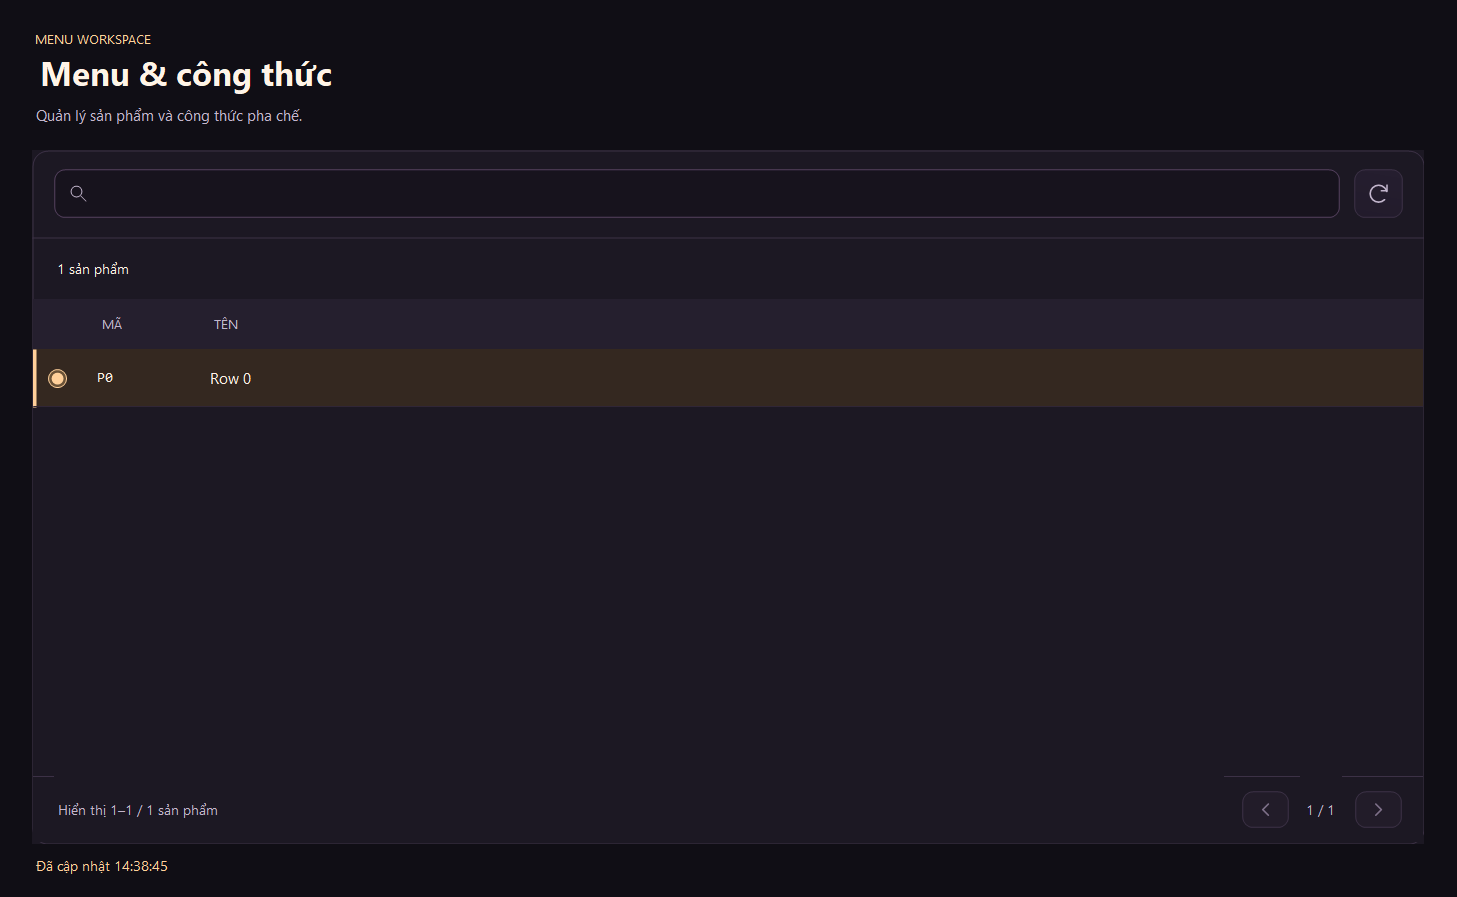 MENU WORKSPACE
Menu & công thức
Quản lý sản phẩm và công thức pha chế.
1 sản phẩm
MÃ TÊN
P0 Row 0
Hiển thị 1–1 / 1 sản phẩm
1 / 1
Đã cập nhật 14:38:45